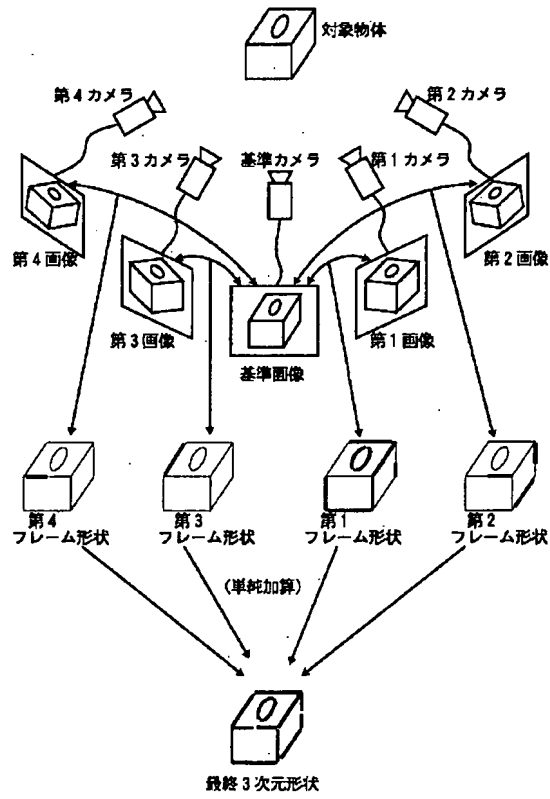 対象物体
第4カメラ
第2カメラ
第3カメラ
基準カメラ
第1カメラ
第4画像
第2画像
第3画像
第1画像
基準画像
第4
フレーム形状
第3
フレーム形状
第1
フレーム形状
第2
フレーム形状
(単純加算)
最終3次元形状